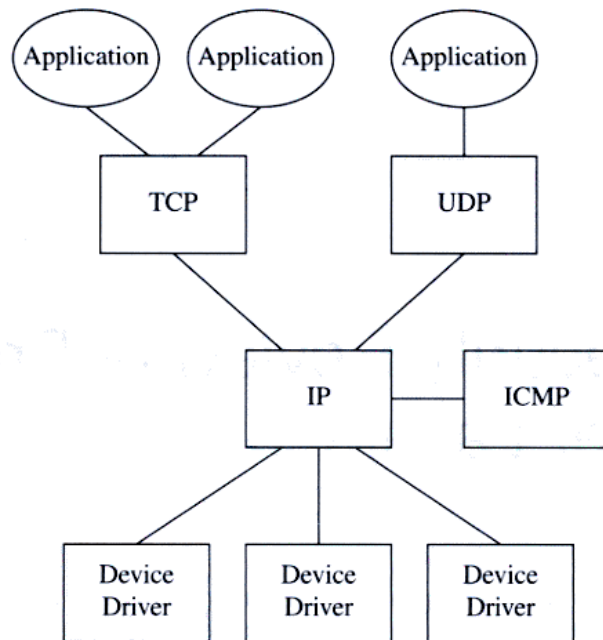 Application
Application
Application
TCP
UDP
IP
ICMP
Device
Driver
Device
Driver
Device
Driver